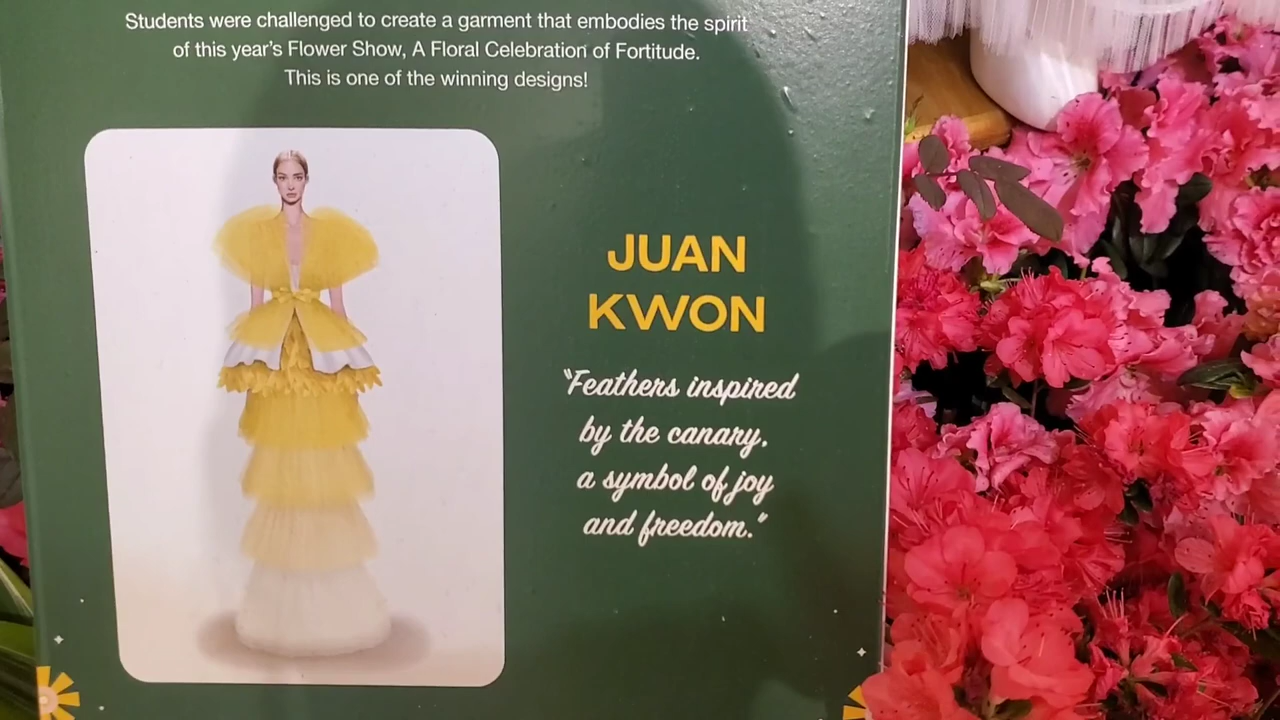 Students were challenged to create a garment that embodies the spirit
of this year's Flower Show, A Floral Celebration of Fortitude.
This is one of the winning designs!
JUAN
KWON
"Feathers inspired
by the canary,
a symbol of joy
and freedom."